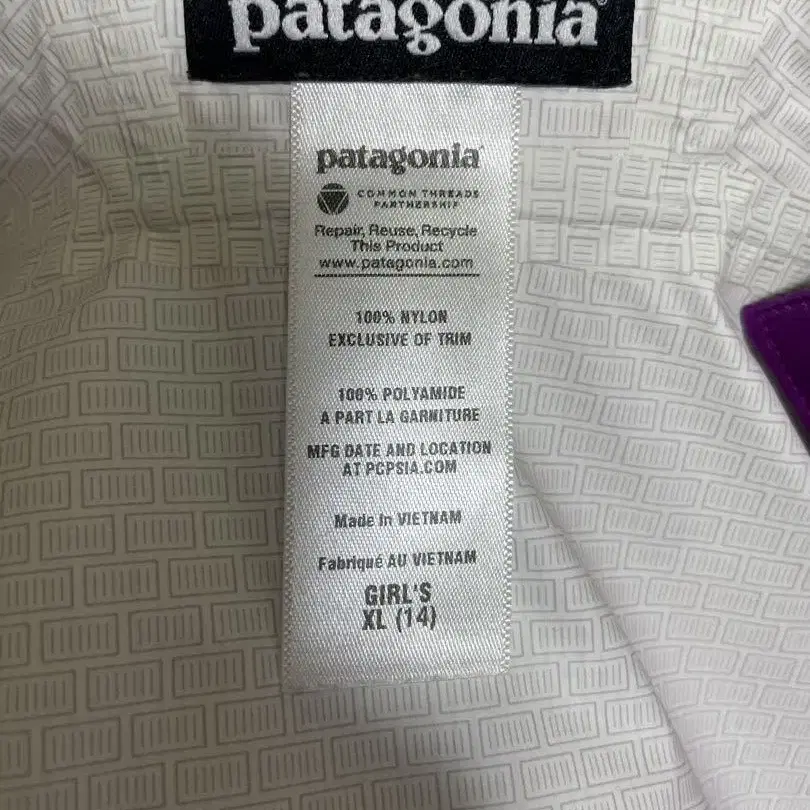 patagonia®
patagonia®
COMMON THREADS
PARTNERSHIP
Repair, Reuse, Recycle
This Product
www.patagonia.com
100% NYLON
EXCLUSIVE OF TRIM
100% POLYAMIDE
A PART LA GARNITURE
MFG DATE AND LOCATION
AT PCPSIA.COM
Made In VIETNAM
Fabriqué AU VIETNAM
GIRL'S
XL (14)